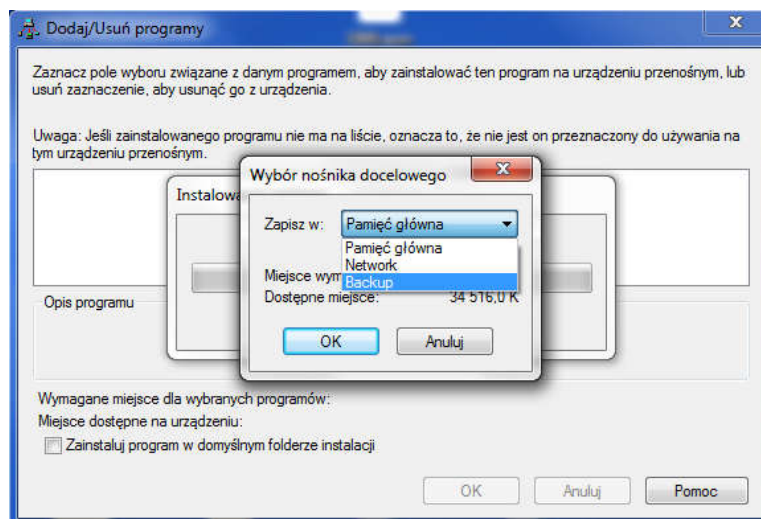 Dodaj/Usuń programy
Zaznacz pole wyboru związane z danym programem, aby zainstalować ten program na urządzeniu przenośnym, lub
usuń zaznaczenie, aby usunąć go z urządzenia.
Uwaga: Jeśli zainstalowanego programu nie ma na liście, oznacza to, że nie jest on przeznaczony do używania na
tym urządzeniu przenośnym.
Wybór nośnika docelowego
Zapisz w: Pamięć główna
Pamięć główna
Network
Backup
Miejsce
Dostępne miejsce: 34 516,0 K
OK Anuluj
Opis programu
Wymagane miejsce dla wybranych programów:
Miejsce dostępne na urządzeniu:
Zainstaluj program w domyślnym folderze instalacji
OK Anuluj Pomoc